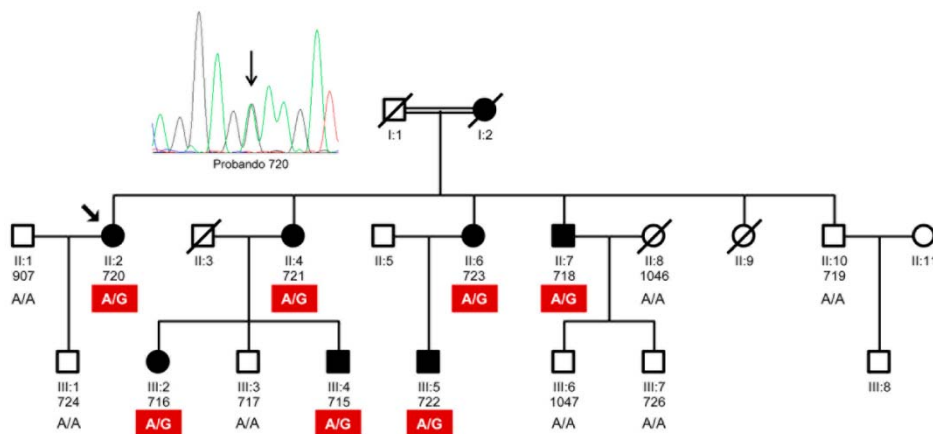 Probando 720
I:1 I:2
II:1 II:2 II:3 II:4 II:5 II:6 II:7 II:8 II:9 II:10 II:11
907 720 721 723 718 1046 719
A/A A/G A/G A/G A/G A/A A/A
III:1 III:2 III:3 III:4 III:5 III:6 III:7 III:8
724 716 717 715 722 1047 726
A/A A/G A/A A/G A/G A/A A/A